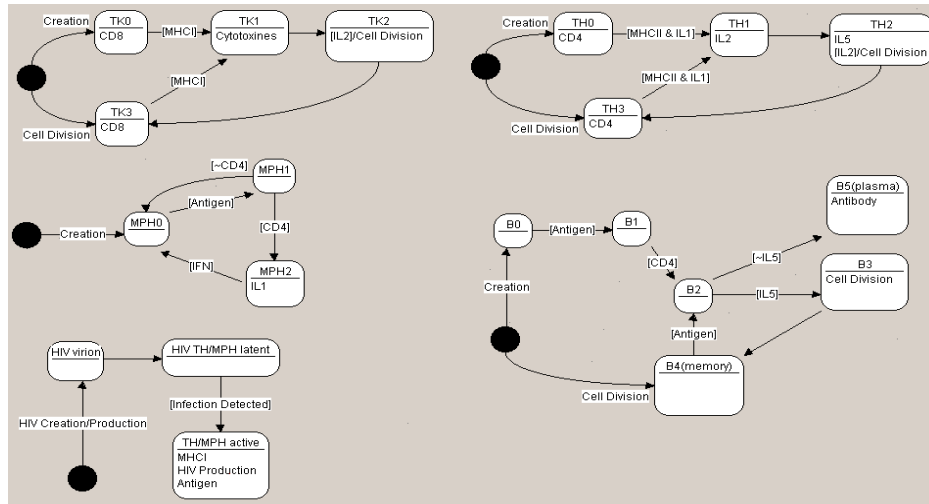 Creation
TK0
CD8
[MHCI]
TK1
Cytotoxines
TK2
[IL2]/Cell Division
[MHCI]
TK3
CD8
Cell Division
Creation
TH0
CD4
[MHCII & IL1]
TH1
IL2
TH2
IL5
[IL2]/Cell Division
[MHCII & IL1]
TH3
CD4
Cell Division
[~CD4]
MPH1
[Antigen]
MPH0
Creation
[CD4]
[IFN]
MPH2
IL1
B5(plasma)
Antibody
B0
[Antigen]
B1
[CD4]
[~IL5]
B3
Cell Division
B2
[IL5]
Creation
[Antigen]
B4(memory)
Cell Division
HIV virion
HIV TH/MPH latent
[Infection Detected]
HIV Creation/Production
TH/MPH active
MHCI
HIV Production
Antigen